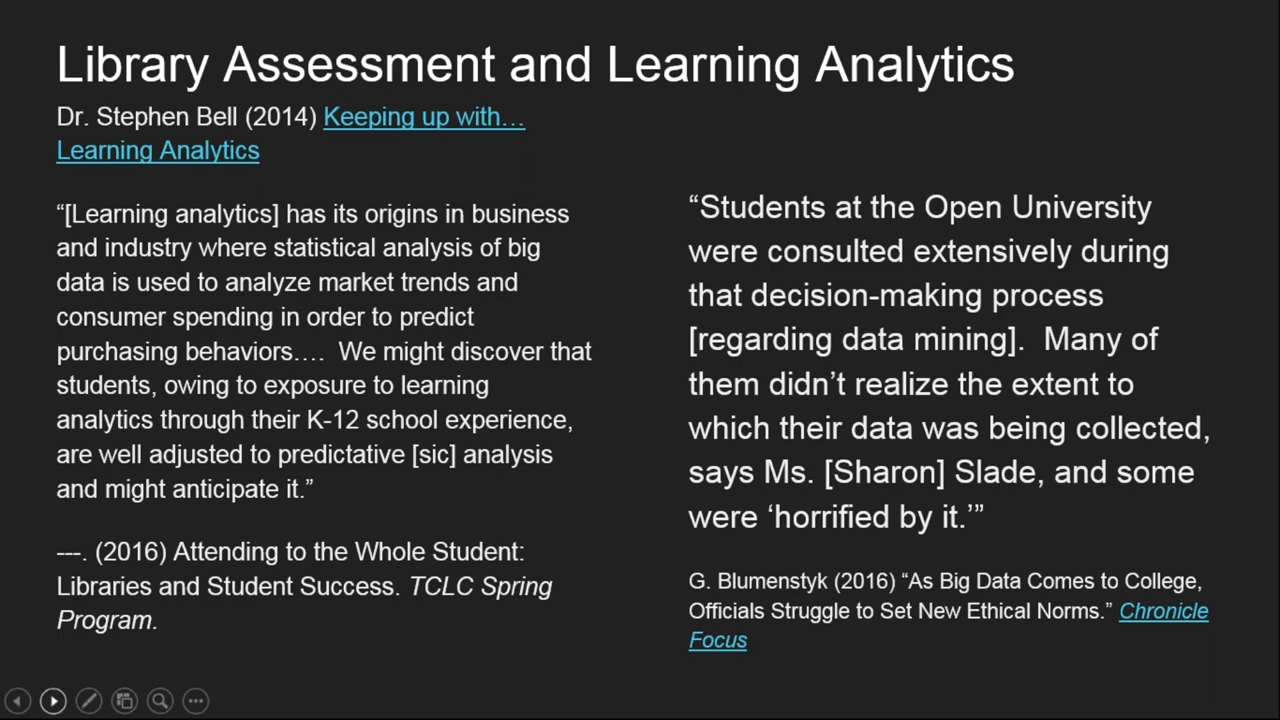 Library Assessment and Learning Analytics
Dr. Stephen Bell (2014) Keeping up with…
Learning Analytics
“[Learning analytics] has its origins in business
and industry where statistical analysis of big
data is used to analyze market trends and
consumer spending in order to predict
purchasing behaviors….  We might discover that
students, owing to exposure to learning
analytics through their K-12 school experience,
are well adjusted to predictative [sic] analysis
and might anticipate it.”
---. (2016) Attending to the Whole Student:
Libraries and Student Success. TCLC Spring
Program.
“Students at the Open University
were consulted extensively during
that decision-making process
[regarding data mining].  Many of
them didn’t realize the extent to
which their data was being collected,
says Ms. [Sharon] Slade, and some
were ‘horrified by it.’”
G. Blumenstyk (2016) “As Big Data Comes to College,
Officials Struggle to Set New Ethical Norms.” Chronicle
Focus